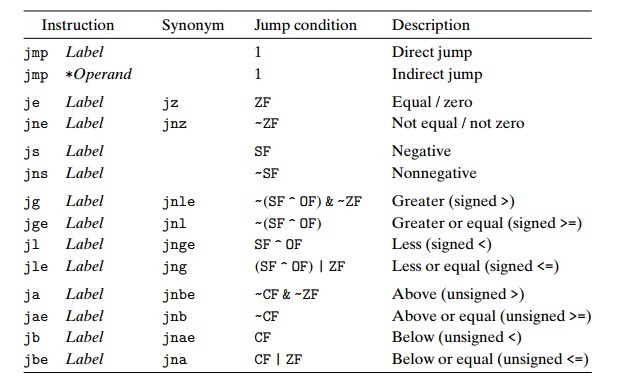 Instruction Synonym Jump condition Description
jmp Label 1 Direct jump
jmp *Operand 1 Indirect jump
je Label jz ZF Equal / zero
jne Label jnz ~ZF Not equal / not zero
js Label SF Negative
jns Label ~SF Nonnegative
jg Label jnle ~(SF ^ OF) & ~ZF Greater (signed >)
jge Label jnl ~(SF ^ OF) Greater or equal (signed >=)
jl Label jnge SF ^ OF Less (signed <)
jle Label jng (SF ^ OF) | ZF Less or equal (signed <=)
ja Label jnbe ~CF & ~ZF Above (unsigned >)
jae Label jnb ~CF Above or equal (unsigned >=)
jb Label jnae CF Below (unsigned <)
jbe Label jna CF | ZF Below or equal (unsigned <=)